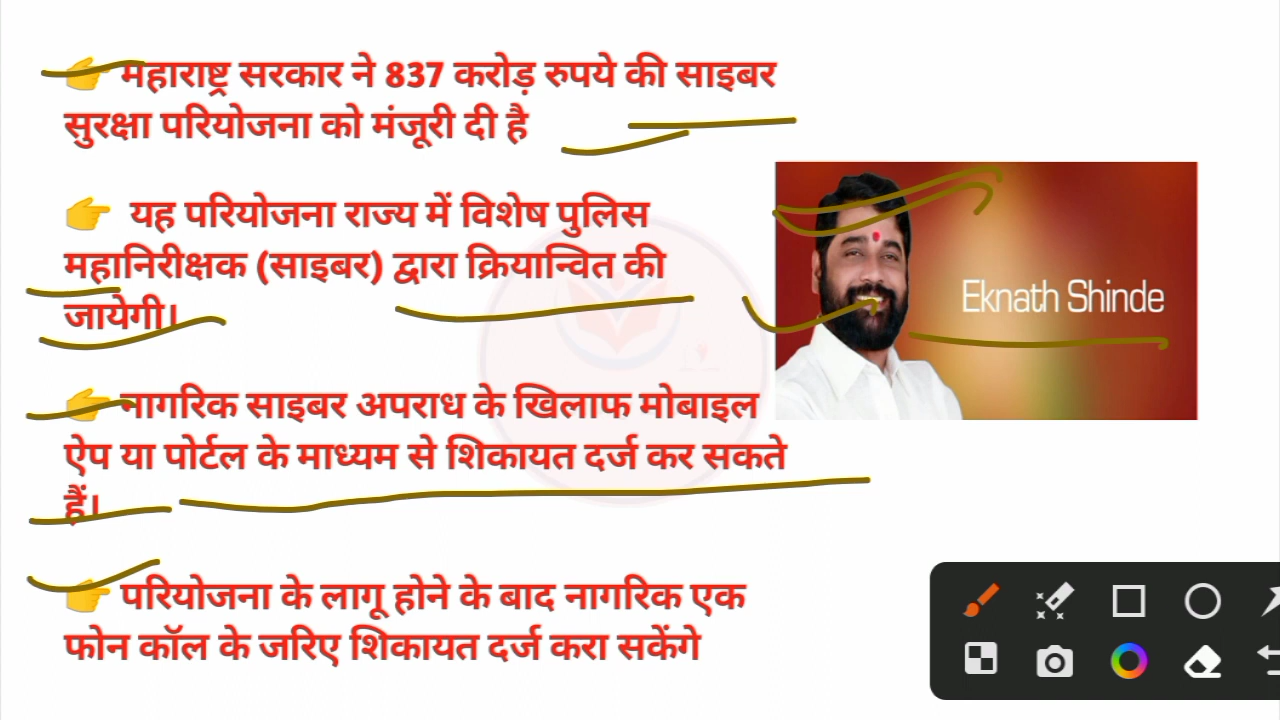 👉 महाराष्ट्र सरकार ने 837 करोड़ रुपये की साइबर
सुरक्षा परियोजना को मंजूरी दी है
👉 यह परियोजना राज्य में विशेष पुलिस
महानिरीक्षक (साइबर) द्वारा क्रियान्वित की
जायेगी।
👉 नागरिक साइबर अपराध के खिलाफ मोबाइल
ऐप या पोर्टल के माध्यम से शिकायत दर्ज कर सकते
हैं।
👉 परियोजना के लागू होने के बाद नागरिक एक
फोन कॉल के जरिए शिकायत दर्ज करा सकेंगे
Eknath Shinde